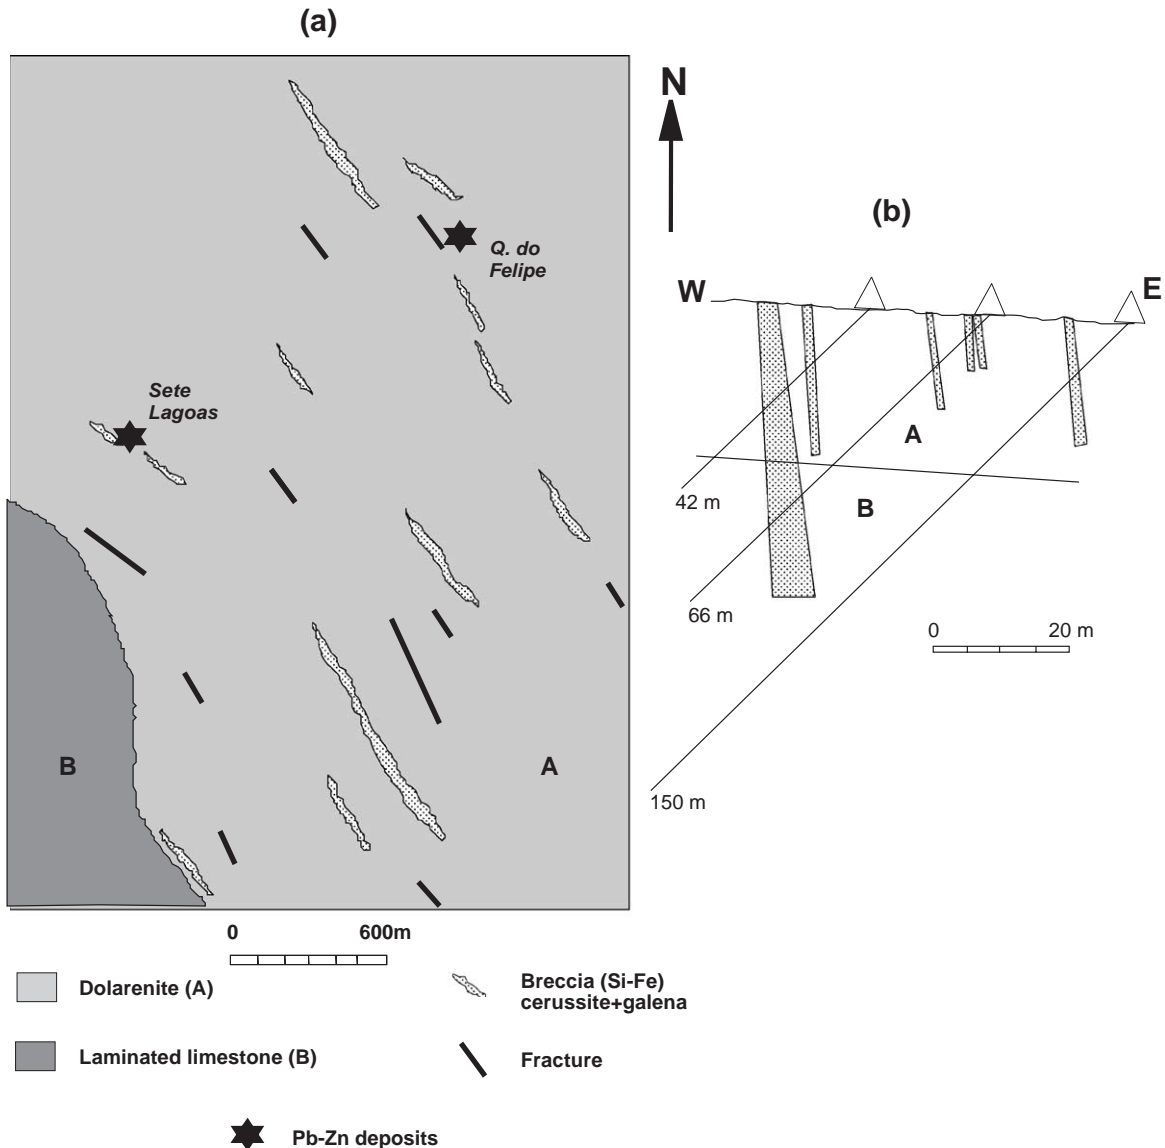 (a)
N
(b)
Q. do
Felipe
W
E
Sete
Lagoas
A
42 m
B
66 m
0 20 m
B
A
150 m
0 600m
Dolarenite (A)
Breccia (Si-Fe)
cerussite+galena
Laminated limestone (B)
Fracture
Pb-Zn deposits